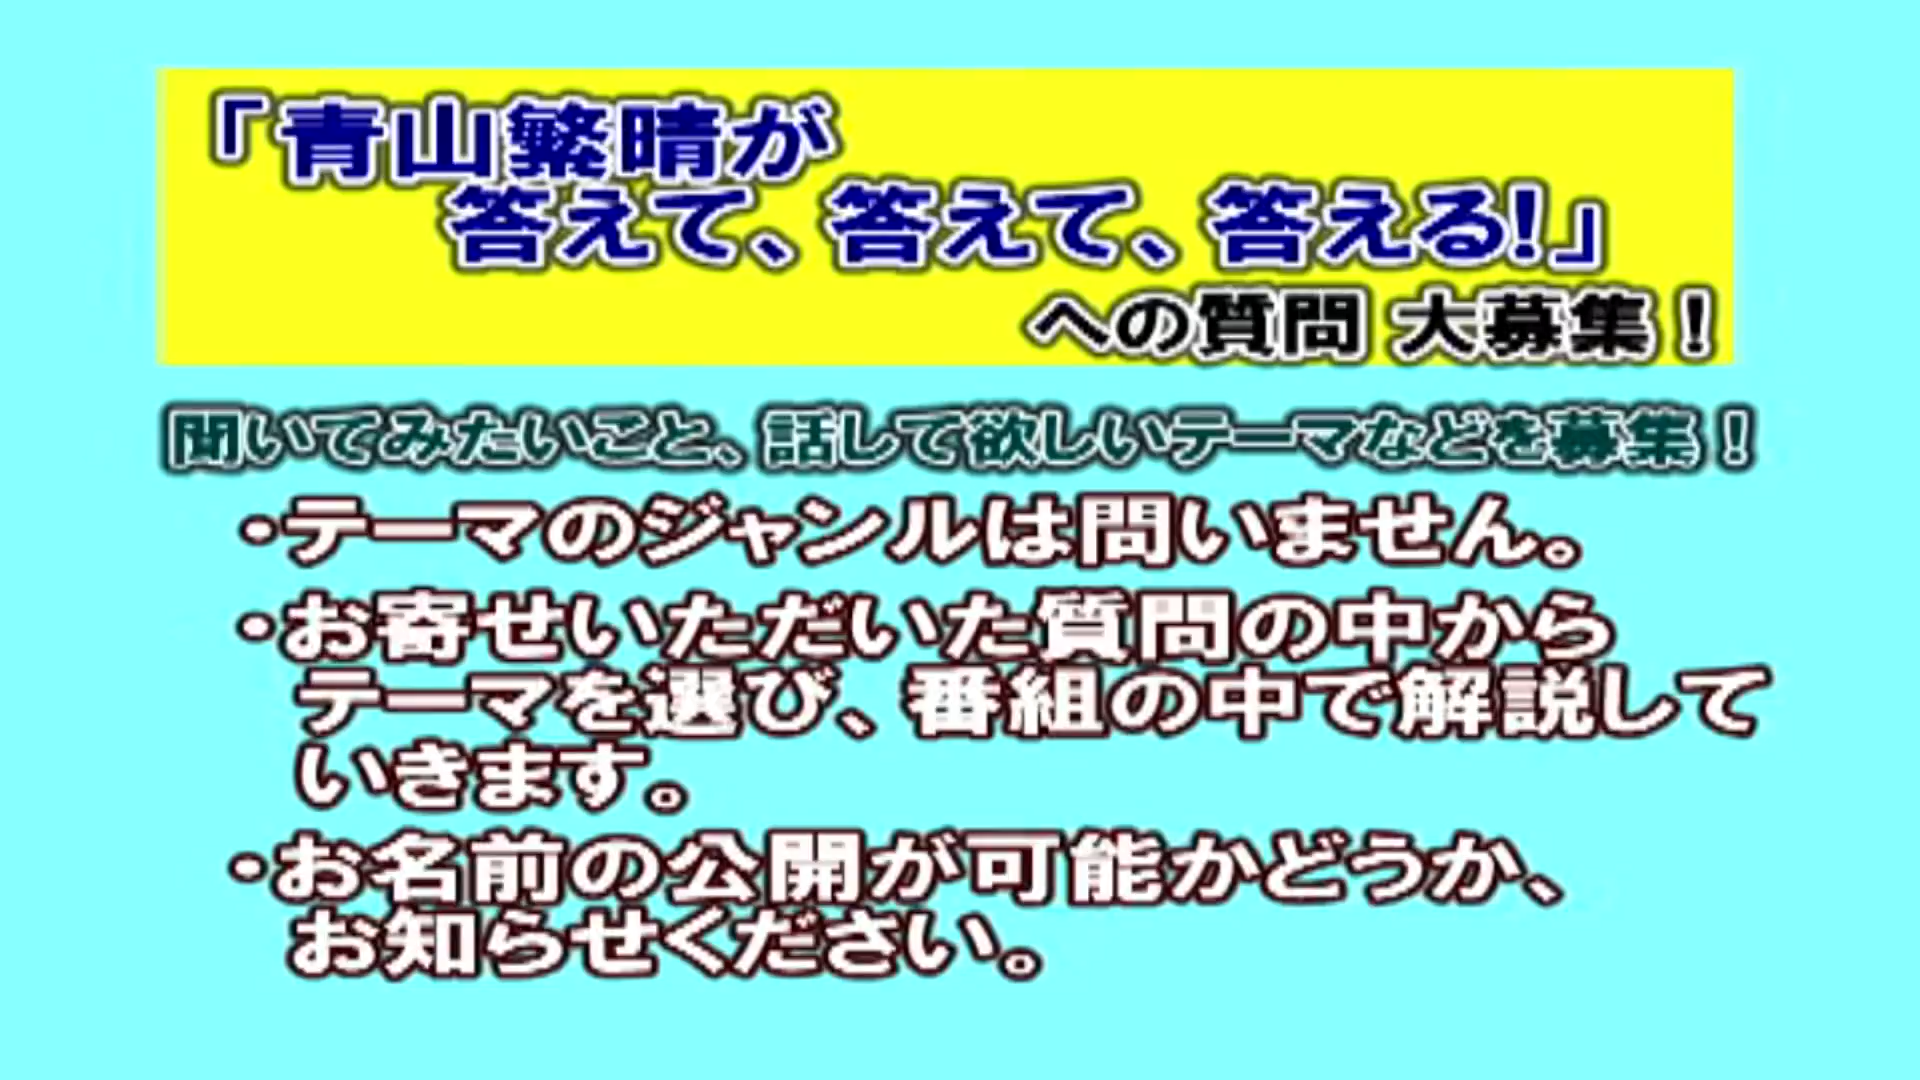 「青山繁晴が
答えて、答えて、答える!」
への質問 大募集！
聞いてみたいこと、話して欲しいテーマなどを募集！
・テーマのジャンルは問いません。
・お寄せいただいた質問の中から
テーマを選び、番組の中で解説して
いきます。
・お名前の公開が可能かどうか、
お知らせください。